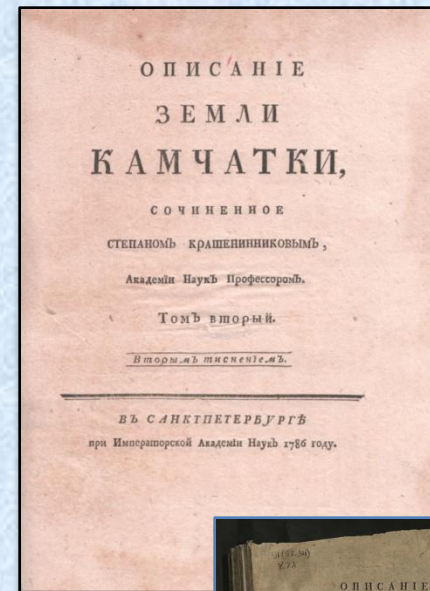 ОПИСАНІЕ
ЗЕМЛИ
КАМЧАТКИ,
СОЧИНЕННОЕ
СТЕПАНОМЪ КРАШЕНИННИКОВЫМЪ,
Академіи Наукъ Профессоромъ.
Томъ вторый.
Вторымъ тисненіемъ.
ВЪ САНКТПЕТЕРБУРГѢ
при Императорской Академіи Наукъ 1786 году.
ОПИСАНІЕ